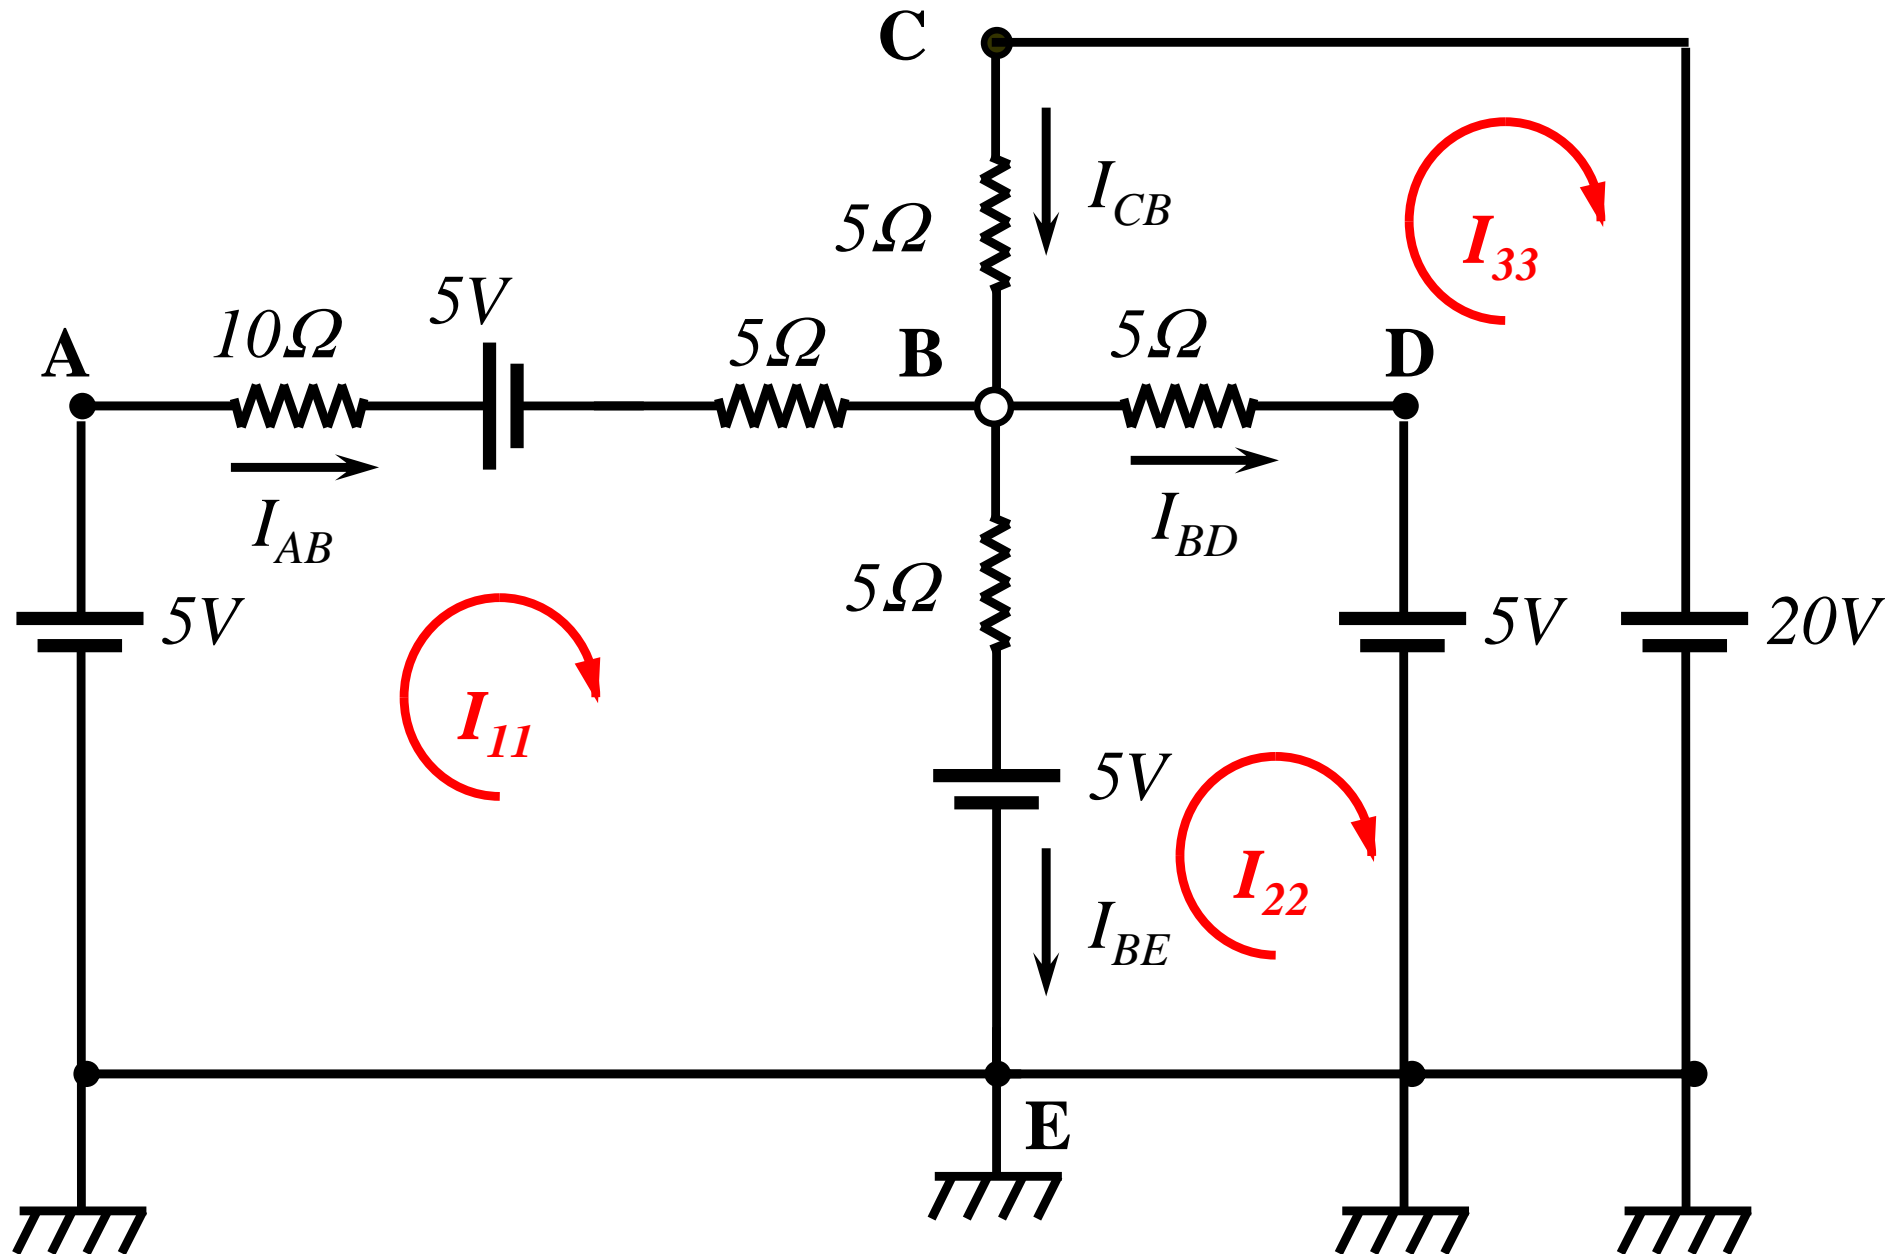 C
I_CB
5Ω
I_33
5V
10Ω
5Ω
B
5Ω
D
A
I_AB
I_BD
5Ω
5V
5V
20V
I_11
5V
I_22
I_BE
E